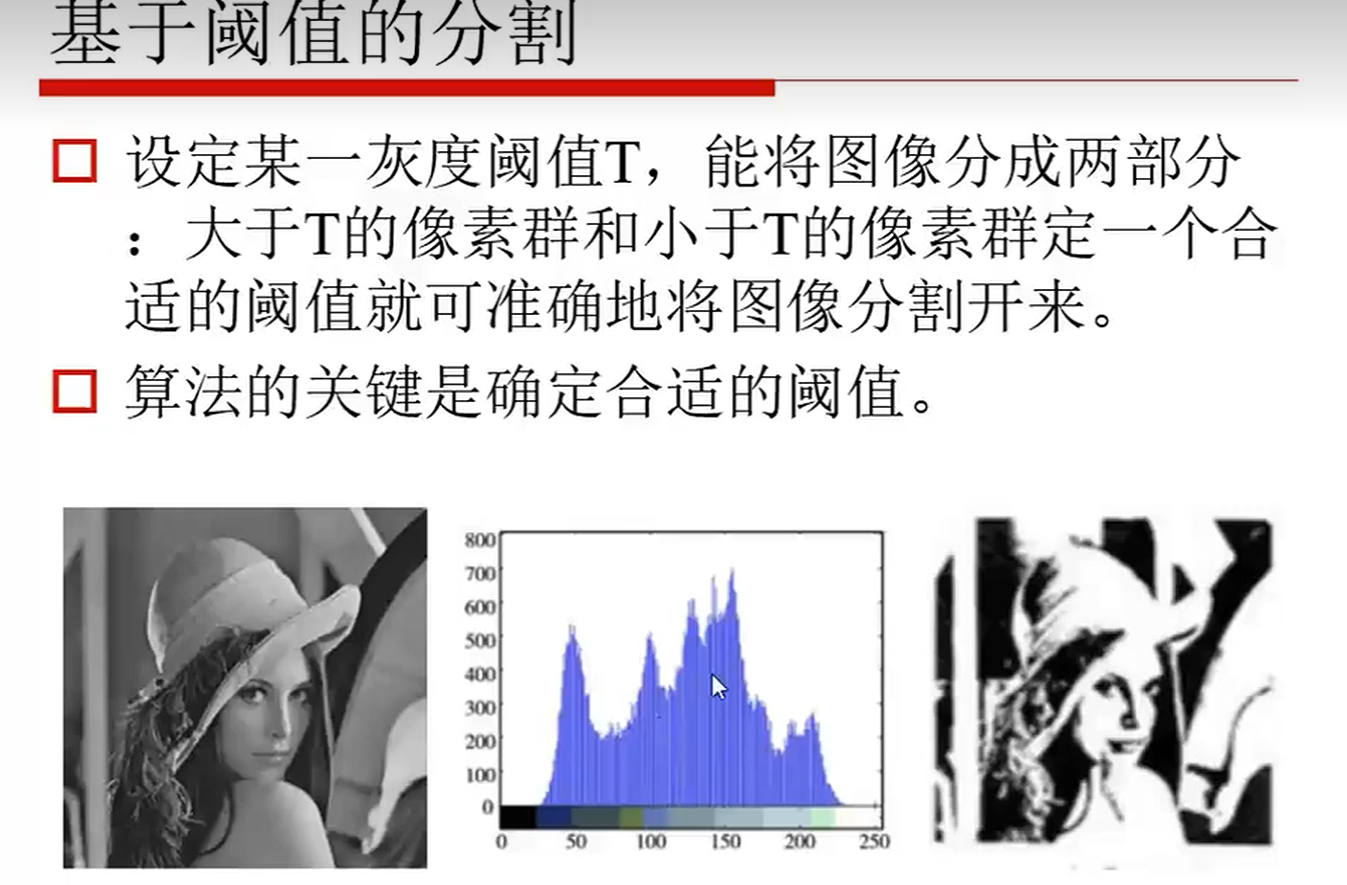 基于阈值的分割
设定某一灰度阈值T，能将图像分成两部分
：大于T的像素群和小于T的像素群定一个合
适的阈值就可准确地将图像分割开来。
算法的关键是确定合适的阈值。
800
700
600
500
400
300
200
100
0
0 50 100 150 200 250